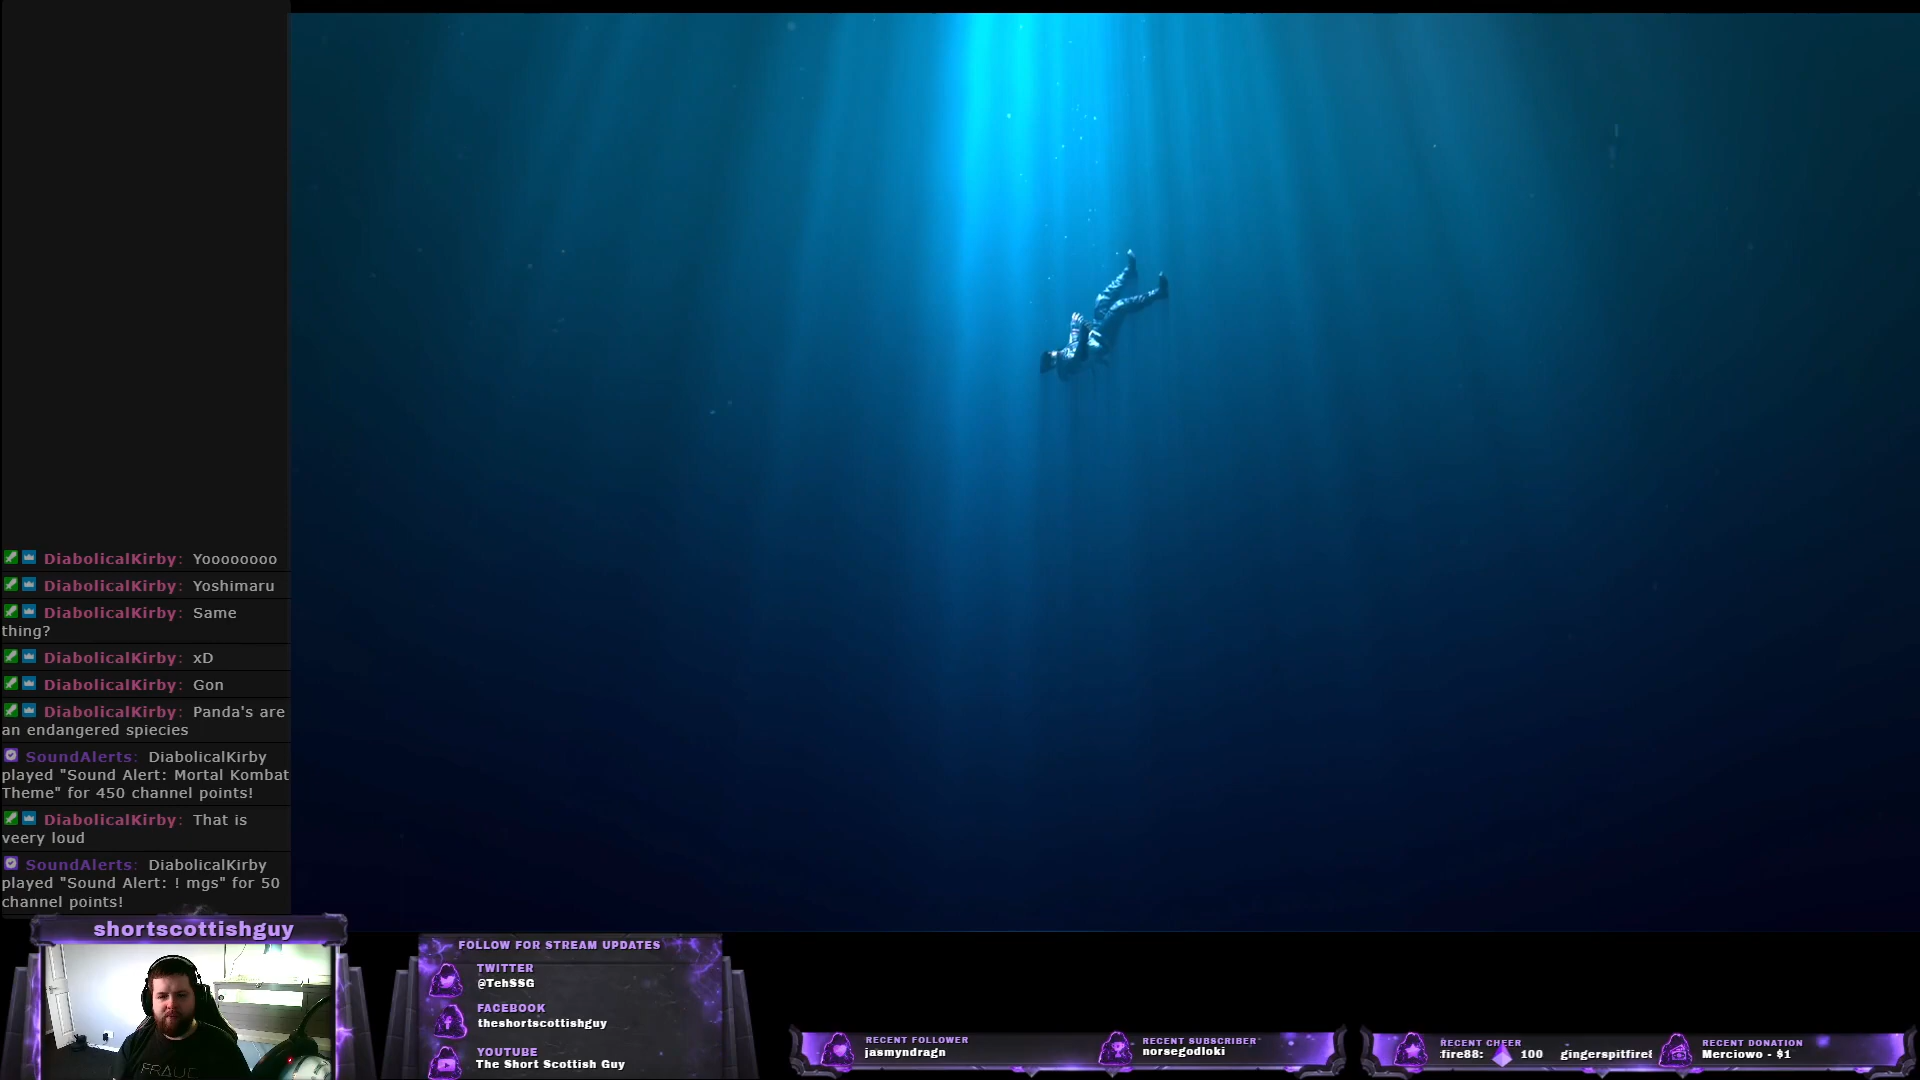 DiabolicalKirby: Yoooooooo
DiabolicalKirby: Yoshimaru
DiabolicalKirby: Same
thing?
DiabolicalKirby: xD
DiabolicalKirby: Gon
DiabolicalKirby: Panda's are
an endangered spiecies
SoundAlerts: DiabolicalKirby
played "Sound Alert: Mortal Kombat
Theme" for 450 channel points!
DiabolicalKirby: That is
veery loud
SoundAlerts: DiabolicalKirby
played "Sound Alert: ! mgs" for 50
channel points!
shortscottishguy
FRAUD
FOLLOW FOR STREAM UPDATES
TWITTER
@TehSSG
FACEBOOK
theshortscottishguy
YOUTUBE
The Short Scottish Guy
RECENT FOLLOWER
jasmyndragn
RECENT SUBSCRIBER
norsegodloki
RECENT CHEER
fire88: 100 gingerspitfire8
RECENT DONATION
Merciowo - $1